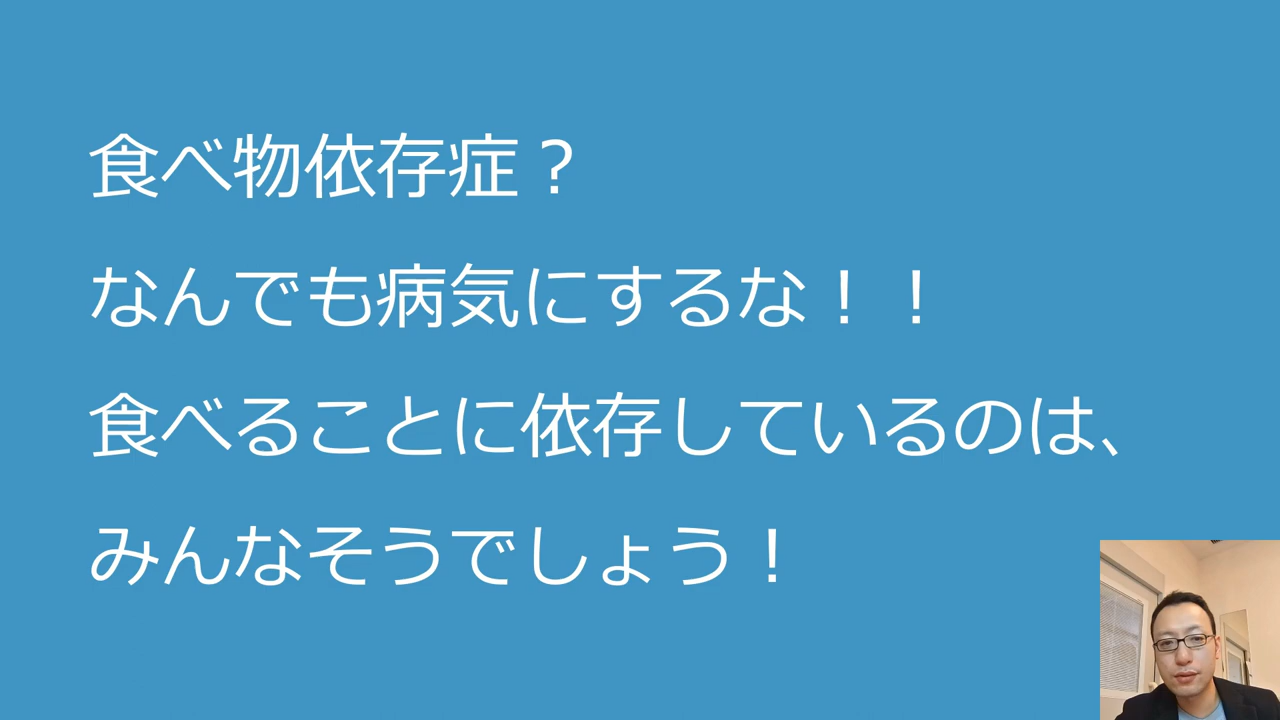 食べ物依存症？
なんでも病気にするな！！
食べることに依存しているのは、
みんなそうでしょう！